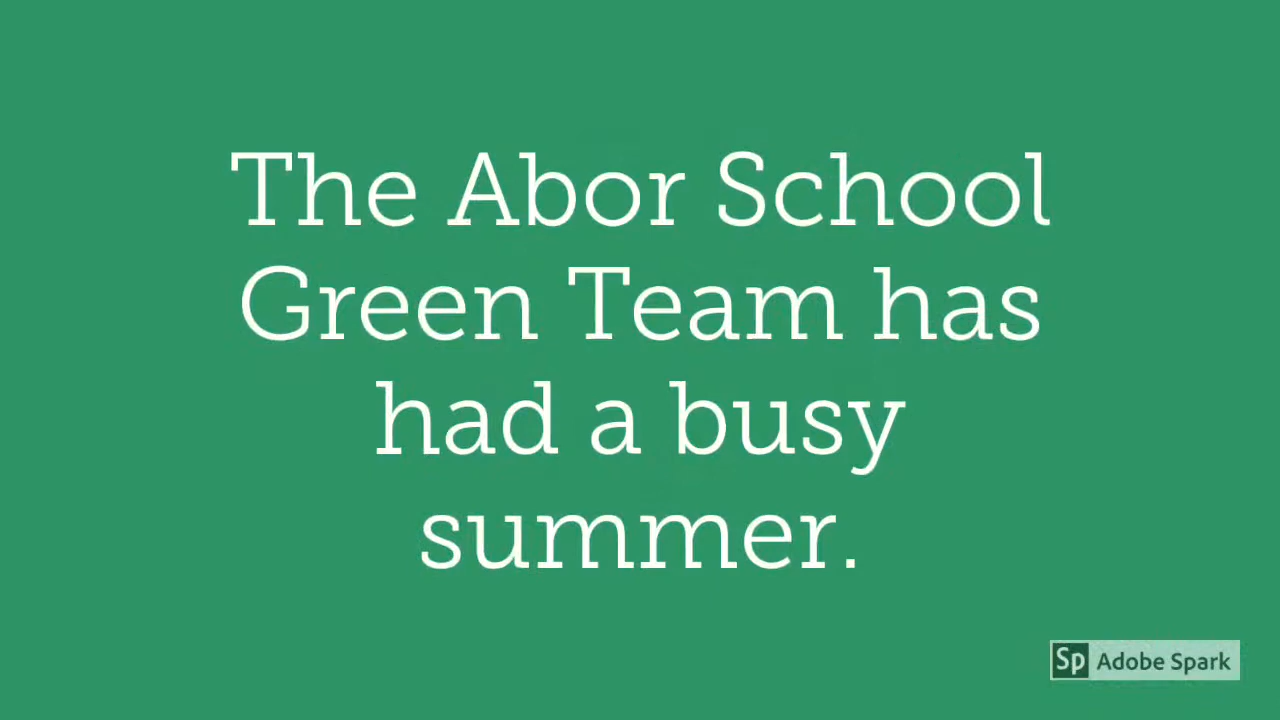 The Abor School
Green Team has
had a busy
summer.
Sp Adobe Spark